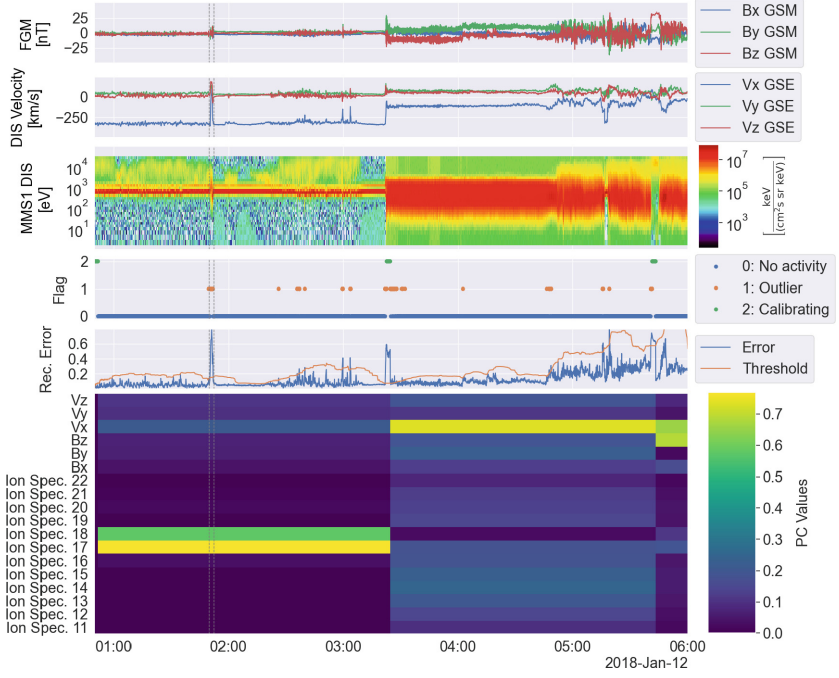 FGM
[nT]
25
0
−25
Bx GSM
By GSM
Bz GSM
DIS Velocity
[km/s]
0
−250
Vx GSE
Vy GSE
Vz GSE
MMS1 DIS
[eV]
10^4
10^3
10^2
10^1
10^7
10^5
10^3
keV
(cm^2 sr keV)
Flag
2
1
0
0: No activity
1: Outlier
2: Calibrating
Rec. Error
0.6
0.4
0.2
Error
Threshold
Vz
Vy
Vx
Bz
By
Bx
Ion Spec. 22
Ion Spec. 21
Ion Spec. 20
Ion Spec. 19
Ion Spec. 18
Ion Spec. 17
Ion Spec. 16
Ion Spec. 15
Ion Spec. 14
Ion Spec. 13
Ion Spec. 12
Ion Spec. 11
0.7
0.6
0.5
0.4
0.3
0.2
0.1
0.0
PC Values
01:00 02:00 03:00 04:00 05:00 06:00
2018-Jan-12